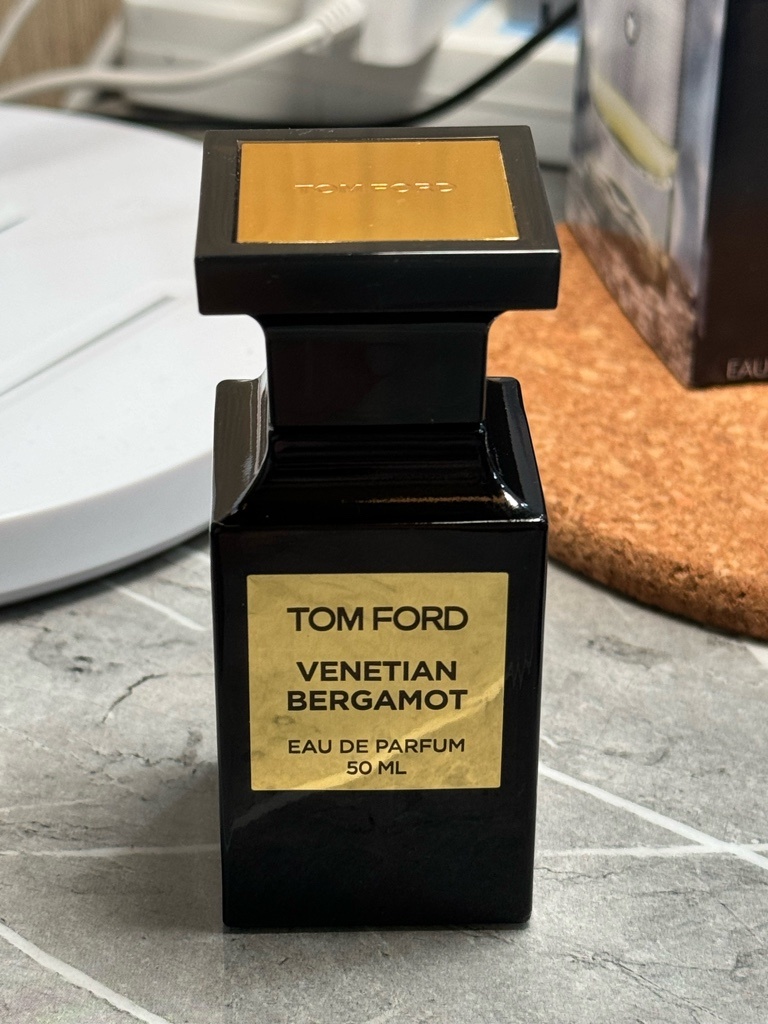 TOM FORD
TOM FORD
VENETIAN
BERGAMOT
EAU DE PARFUM
50 ML
EAU